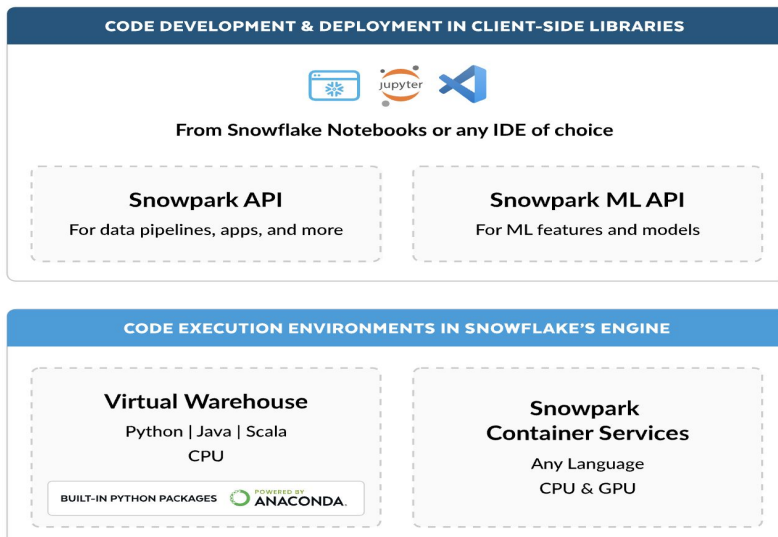 CODE DEVELOPMENT & DEPLOYMENT IN CLIENT-SIDE LIBRARIES
jupyter
From Snowflake Notebooks or any IDE of choice
Snowpark API
For data pipelines, apps, and more
Snowpark ML API
For ML features and models
CODE EXECUTION ENVIRONMENTS IN SNOWFLAKE’S ENGINE
Virtual Warehouse
Python | Java | Scala
CPU
BUILT-IN PYTHON PACKAGES
POWERED BY
ANACONDA.
Snowpark
Container Services
Any Language
CPU & GPU